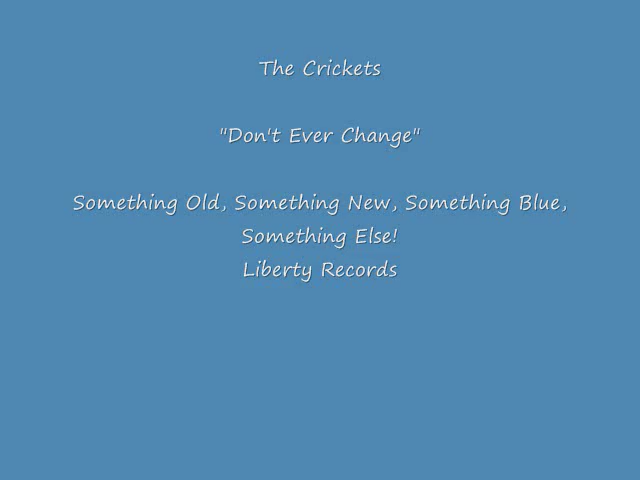 The Crickets
"Don't Ever Change"
Something Old, Something New, Something Blue,
Something Else!
Liberty Records